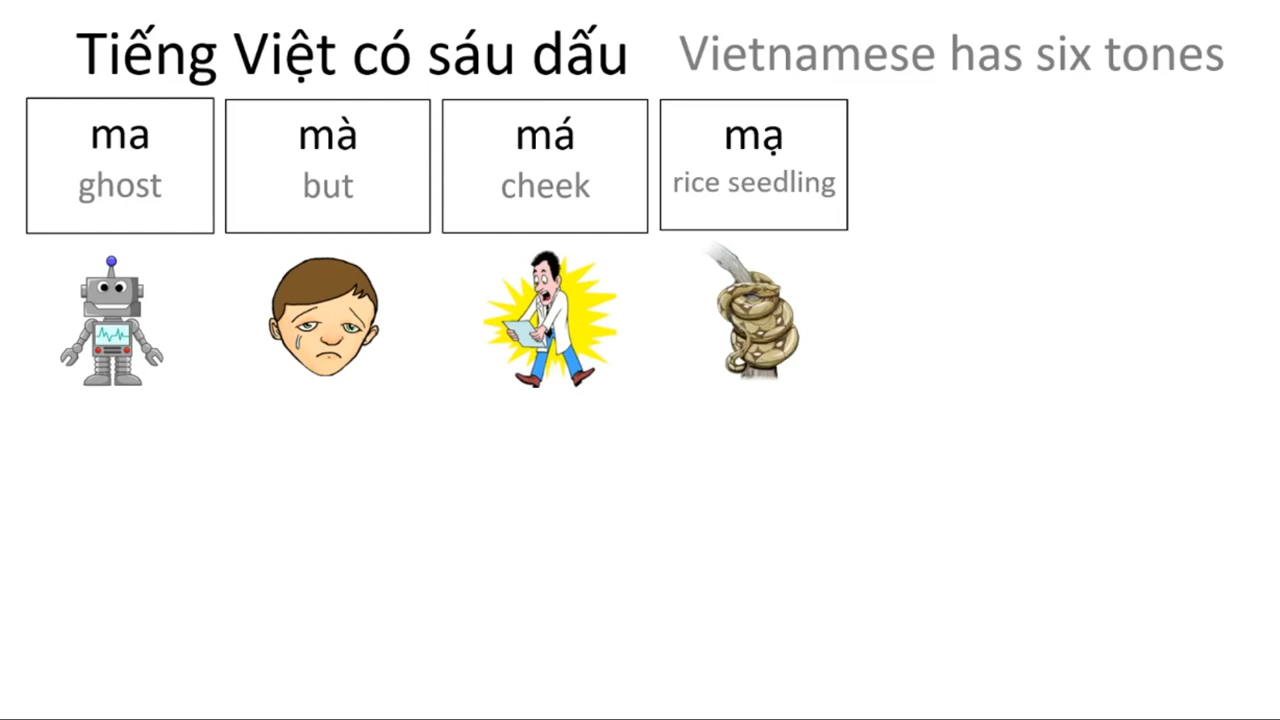 Tiếng Việt có sáu dấu Vietnamese has six tones
ma mà má mạ
ghost but cheek rice seedling